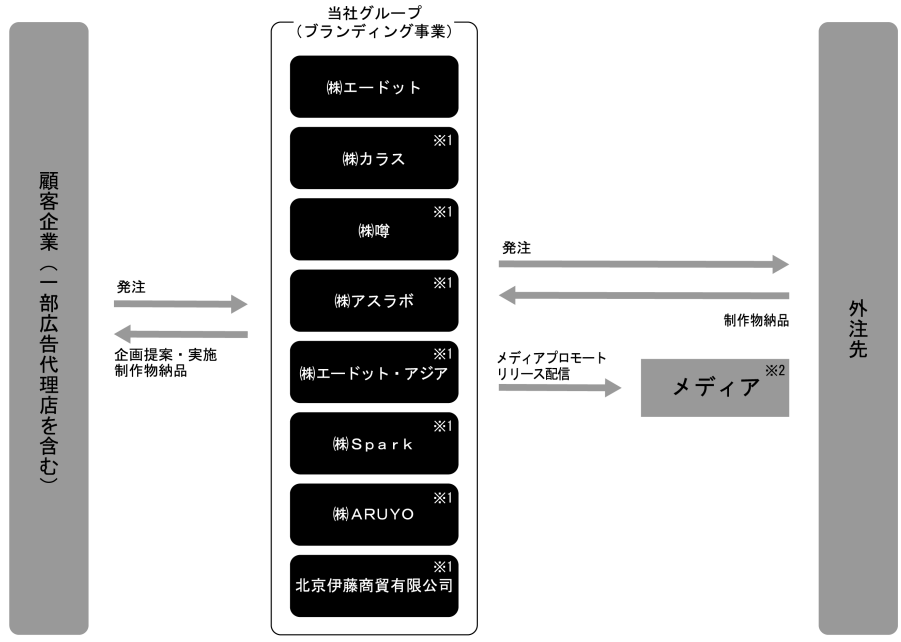 当社グループ
（ブランディング事業）
顧客企業（一部広告代理店を含む）
発注
企画提案・実施
制作物納品
㈱エードット
※1
㈱カラス
※1
㈱噂
※1
㈱アスラボ
※1
㈱エードット・アジア
※1
㈱Ｓｐａｒｋ
※1
㈱ＡＲＵＹＯ
※1
北京伊藤商貿有限公司
発注
制作物納品
メディアプロモート
リリース配信
メディア※2
外注先